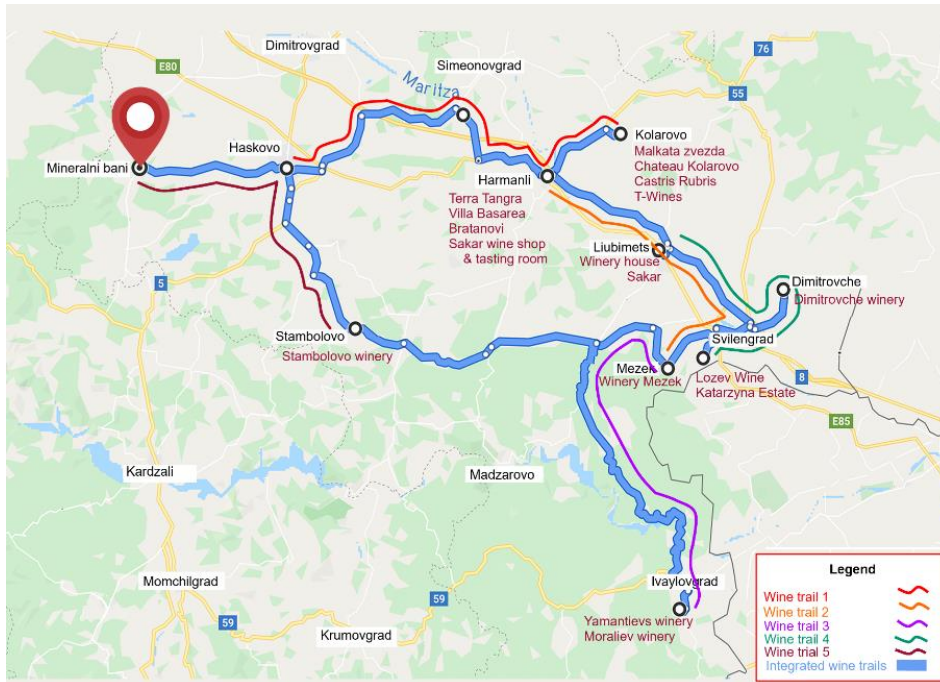 Dimitrovgrad
76
E80
Simeonovgrad
Maritza
55
Haskovo
Kolarovo
Malkata zvezda
Chateau Kolarovo
Castris Rubris
T-Wines
Mineralni bani
Harmanli
Terra Tangra
Villa Basarea
Bratanovi
Sakar wine shop
& tasting room
Liubimets
Winery house
Sakar
5
Dimitrovche
Dimitrovche winery
Stambolovo
Stambolovo winery
Svilengrad
Mezek
Winery Mezek
Lozev Wine
Katarzyna Estate
8
E85
Kardzali
Madzarovo
Momchilgrad
Ivaylovgrad
59
Yamantievs winery
Moraliev winery
59
Krumovgrad
Legend
Wine trail 1
Wine trail 2
Wine trail 3
Wine trail 4
Wine trial 5
Integrated wine trails